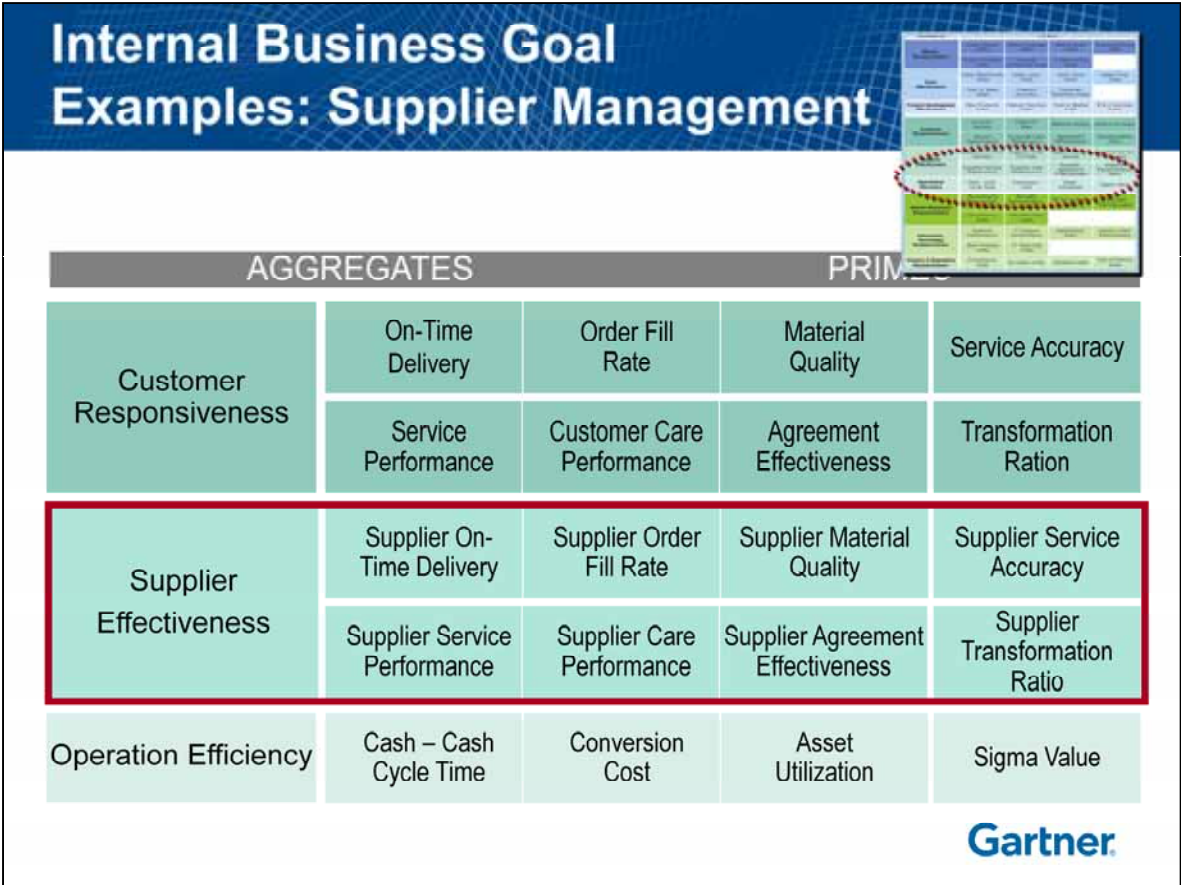 Internal Business Goal
Examples: Supplier Management
AGGREGATES
Customer
Responsiveness
On-Time
Delivery
Order Fill
Rate
Material
Quality
Service Accuracy
Service
Performance
Customer Care
Performance
Agreement
Effectiveness
Transformation
Ration
Supplier
Effectiveness
Supplier On-
Time Delivery
Supplier Order
Fill Rate
Supplier Material
Quality
Supplier Service
Accuracy
Supplier Service
Performance
Supplier Care
Performance
Supplier Agreement
Effectiveness
Supplier
Transformation
Ratio
Operation Efficiency
Cash – Cash
Cycle Time
Conversion
Cost
Asset
Utilization
Sigma Value
Gartner